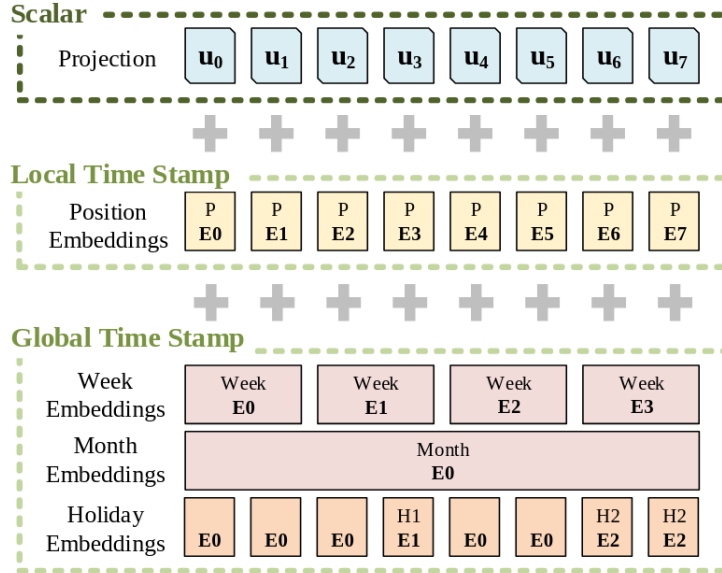 Scalar
Projection u0 u1 u2 u3 u4 u5 u6 u7
Local Time Stamp
Position Embeddings
P E0 P E1 P E2 P E3 P E4 P E5 P E6 P E7
Global Time Stamp
Week Embeddings
Week E0 Week E1 Week E2 Week E3
Month Embeddings
Month E0
Holiday Embeddings
E0 E0 E0 H1 E1 E0 E0 H2 E2 H2 E2